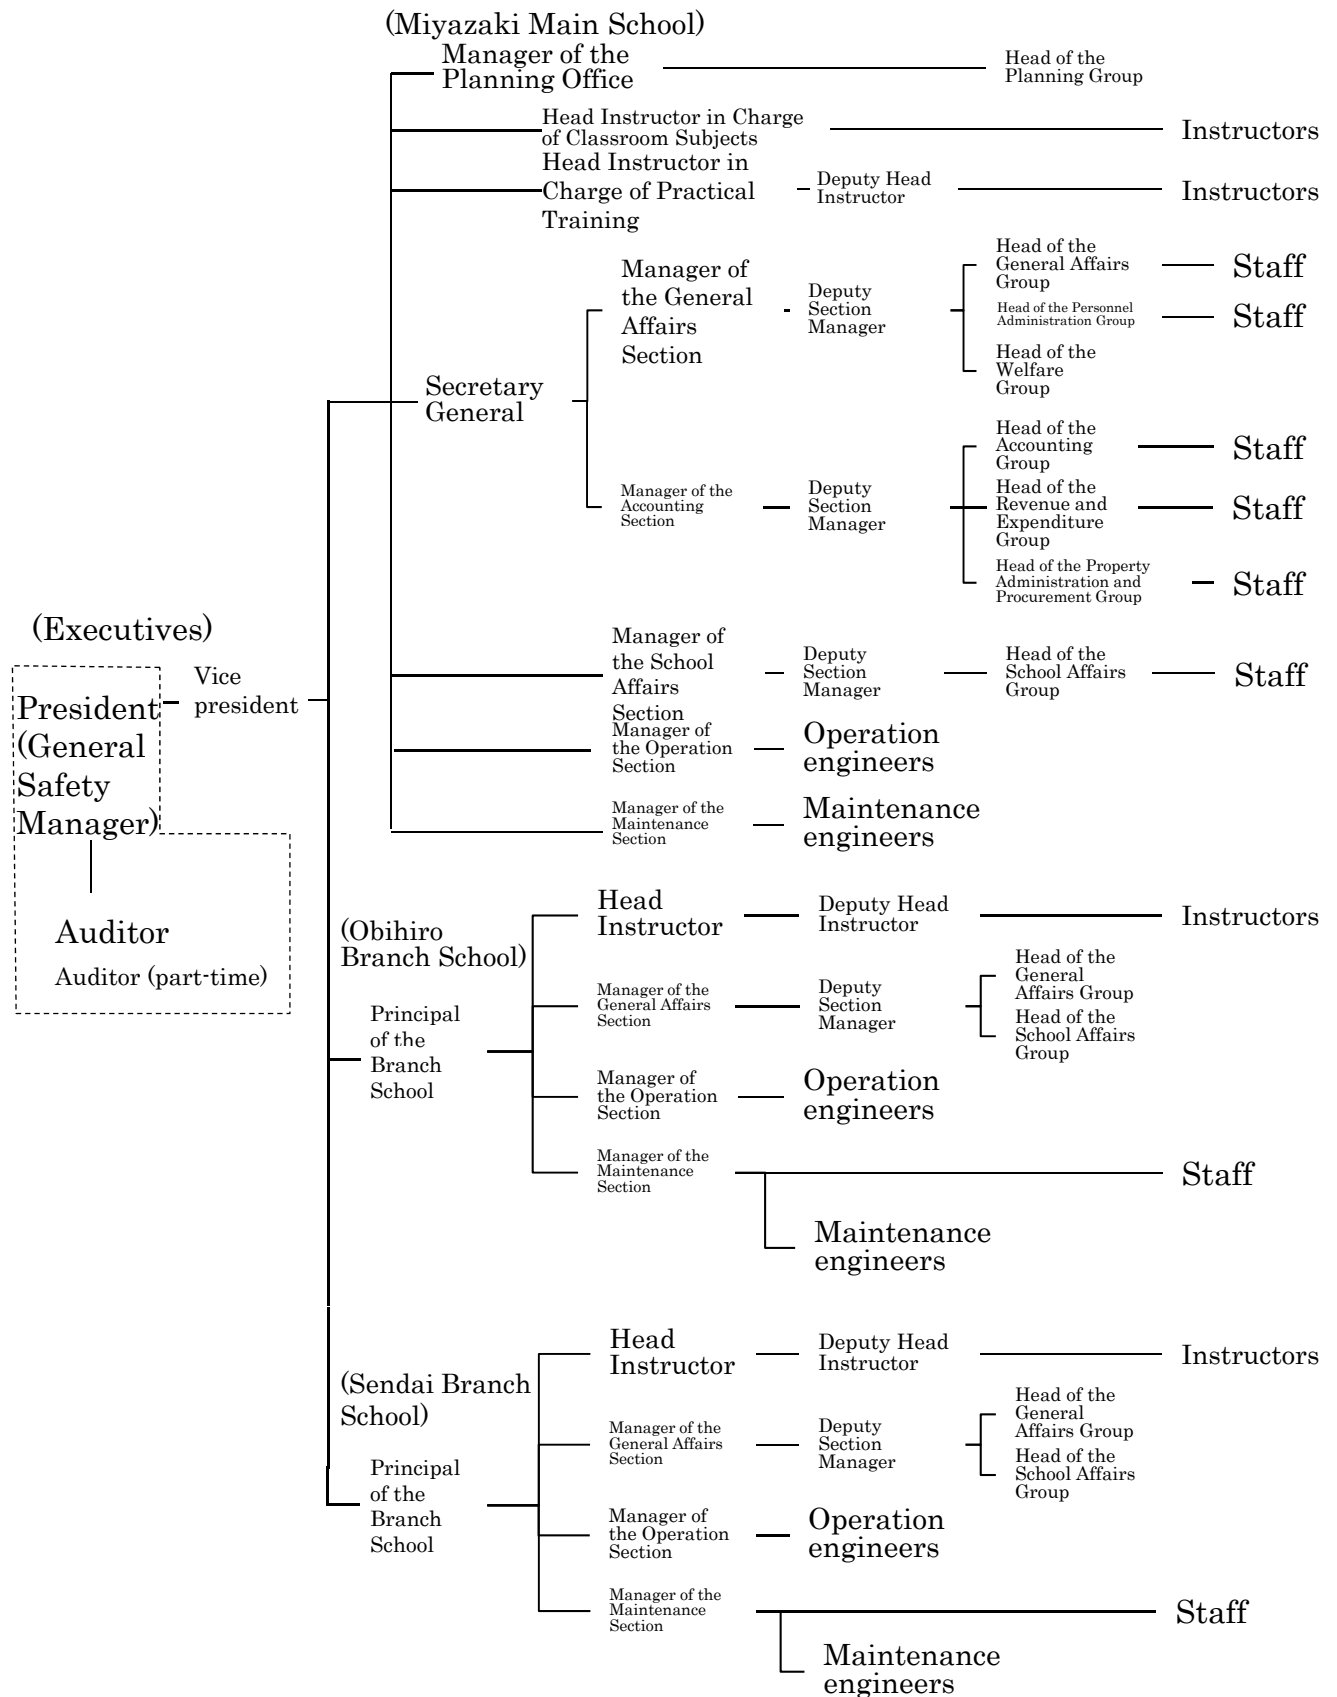 (Miyazaki Main School)
Manager of the
Planning Office
Head of the
Planning Group
Head Instructor in Charge
of Classroom Subjects
Instructors
Head Instructor in
Charge of Practical
Training
Deputy Head
Instructor
Instructors
Secretary
General
Manager of
the General
Affairs
Section
Deputy
Section
Manager
Head of the
General Affairs
Group
Staff
Head of the Personnel
Administration Group
Staff
Head of the
Welfare
Group
Manager of the
Accounting
Section
Deputy
Section
Manager
Head of the
Accounting
Group
Staff
Head of the
Revenue and
Expenditure
Group
Staff
Head of the Property
Administration and
Procurement Group
Staff
(Executives)
President
(General
Safety
Manager)
Vice
president
Auditor
Auditor (part-time)
Manager of
the School
Affairs
Section
Deputy
Section
Manager
Head of the
School Affairs
Group
Staff
Manager of
the Operation
Section
Operation
engineers
Manager of the
Maintenance
Section
Maintenance
engineers
(Obihiro
Branch School)
Principal
of the
Branch
School
Head
Instructor
Deputy Head
Instructor
Instructors
Manager of the
General Affairs
Section
Deputy
Section
Manager
Head of the
General
Affairs Group
Head of the
School Affairs
Group
Manager of
the Operation
Section
Operation
engineers
Manager of the
Maintenance
Section
Staff
Maintenance
engineers
(Sendai Branch
School)
Principal
of the
Branch
School
Head
Instructor
Deputy Head
Instructor
Instructors
Manager of the
General Affairs
Section
Deputy
Section
Manager
Head of the
General
Affairs Group
Head of the
School Affairs
Group
Manager of
the Operation
Section
Operation
engineers
Manager of the
Maintenance
Section
Staff
Maintenance
engineers